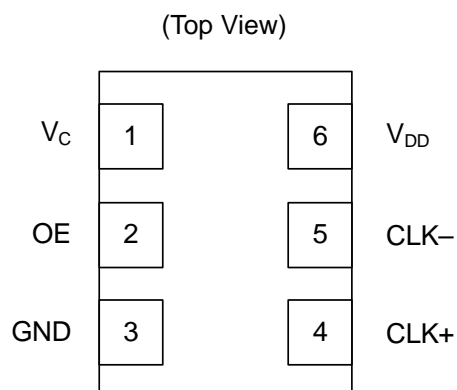 (Top View)
V_C 1 6 V_DD
OE 2 5 CLK–
GND 3 4 CLK+